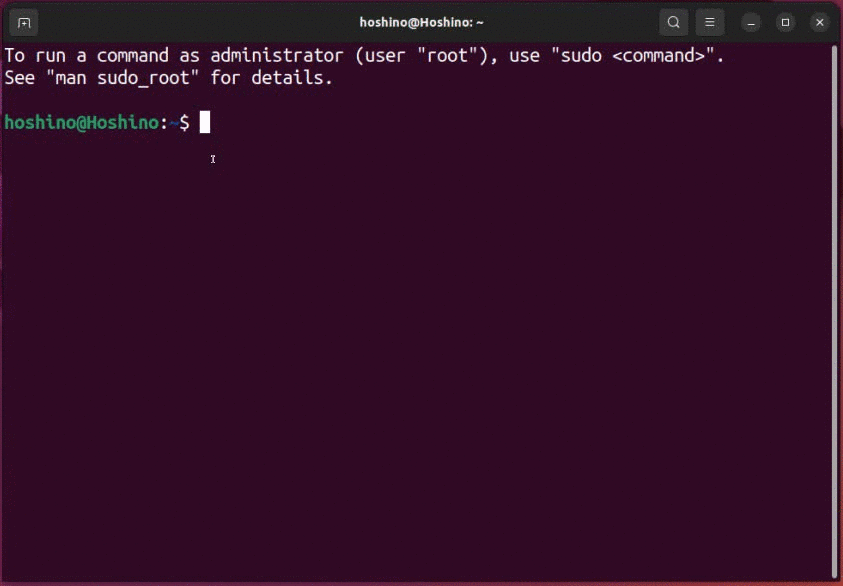 hoshino@Hoshino: ~
To run a command as administrator (user "root"), use "sudo <command>".
See "man sudo_root" for details.
hoshino@Hoshino:~$